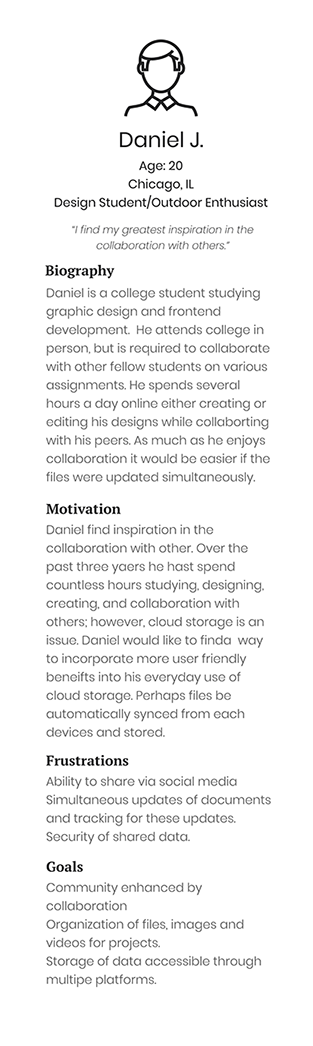 Daniel J.
Age: 20
Chicago, IL
Design Student/Outdoor Enthusiast
“I find my greatest inspiration in the
collaboration with others.”
Biography
Daniel is a college student studying
graphic design and frontend
development.  He attends college in
person, but is required to collaborate
with other fellow students on various
assignments. He spends several
hours a day online either creating or
editing his designs while collaborting
with his peers. As much as he enjoys
collaboration it would be easier if the
files were updated simultaneously.
Motivation
Daniel find inspiration in the
collaboration with other. Over the
past three yaers he hast spend
countless hours studying, designing,
creating, and collaboration with
others; however, cloud storage is an
issue. Daniel would like to finda  way
to incorporate more user friendly
beneifts into his everyday use of
cloud storage. Perhaps files be
automatically synced from each
devices and stored.
Frustrations
Ability to share via social media
Simultaneous updates of documents
and tracking for these updates.
Security of shared data.
Goals
Community enhanced by
collaboration
Organization of files, images and
videos for projects.
Storage of data accessible through
multipe platforms.